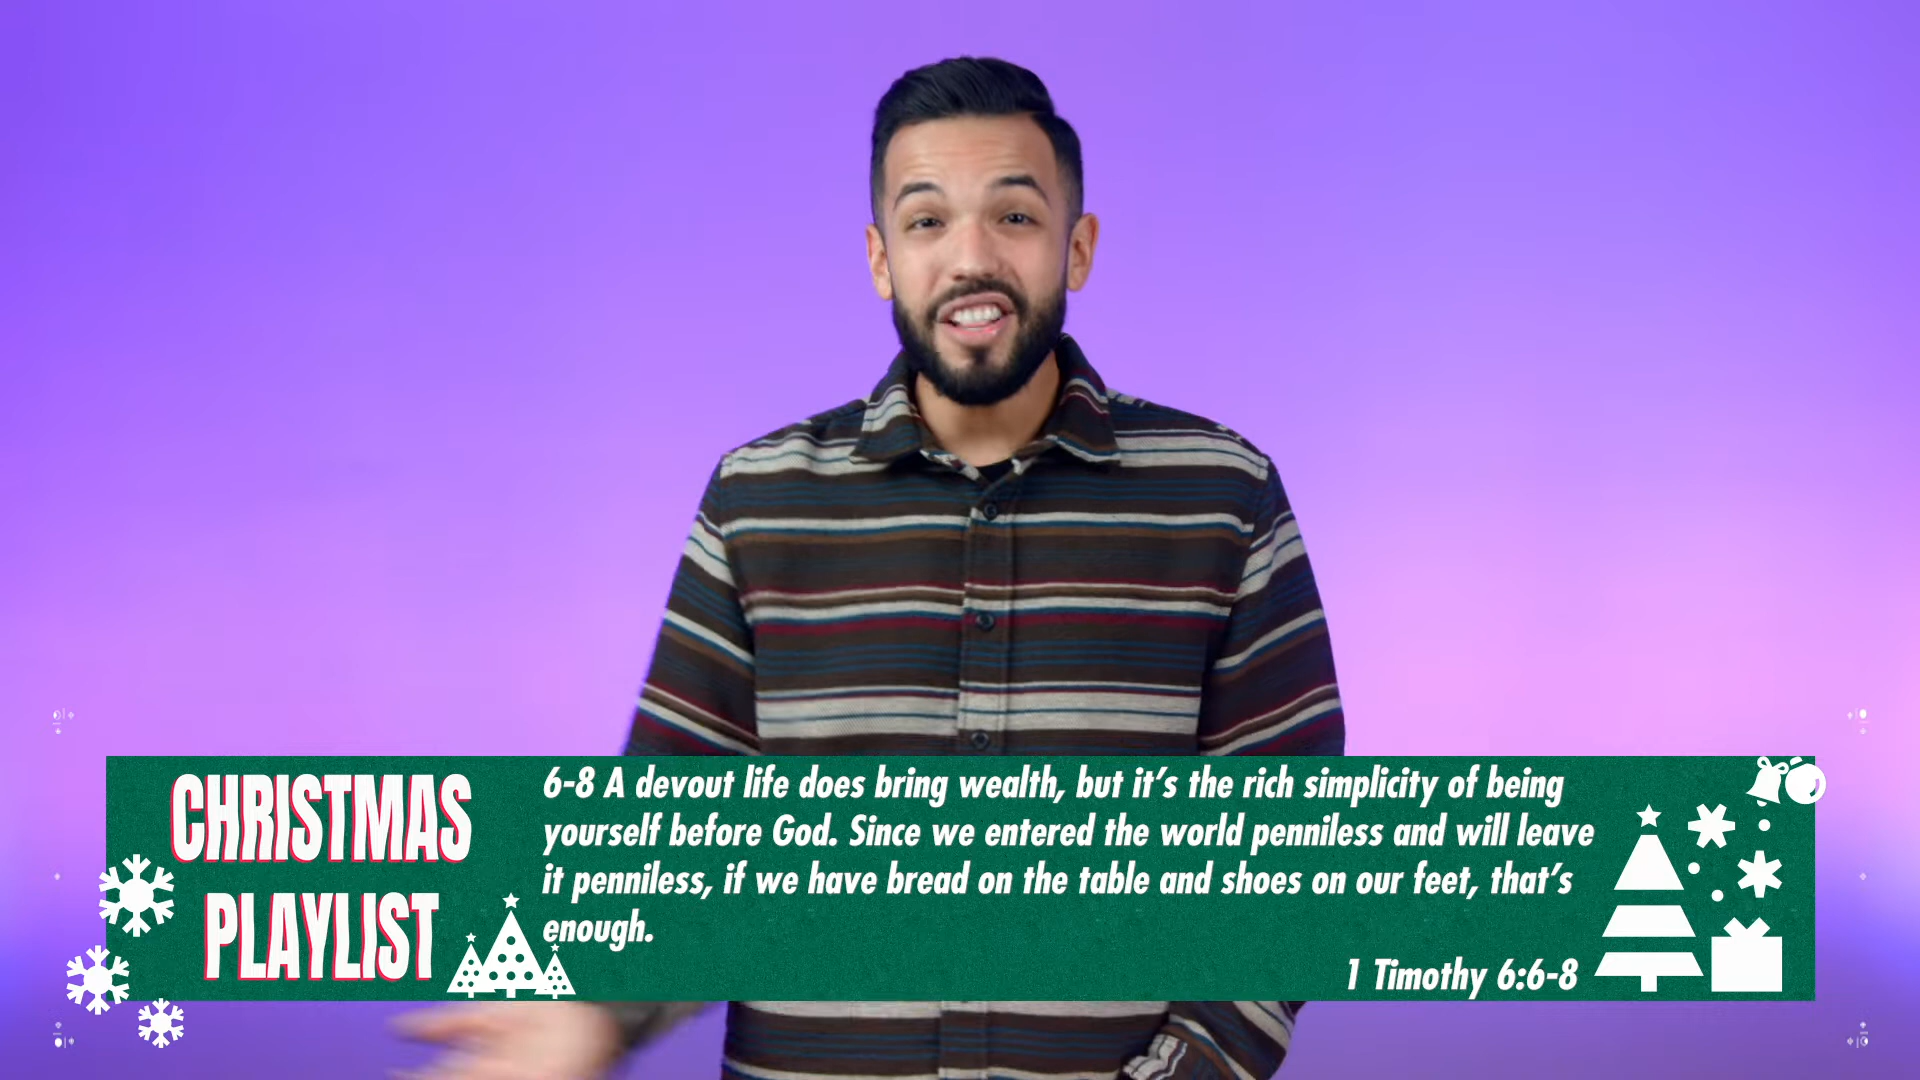 CHRISTMAS
PLAYLIST
6-8 A devout life does bring wealth, but it’s the rich simplicity of being
yourself before God. Since we entered the world penniless and will leave
it penniless, if we have bread on the table and shoes on our feet, that’s
enough.
1 Timothy 6:6-8